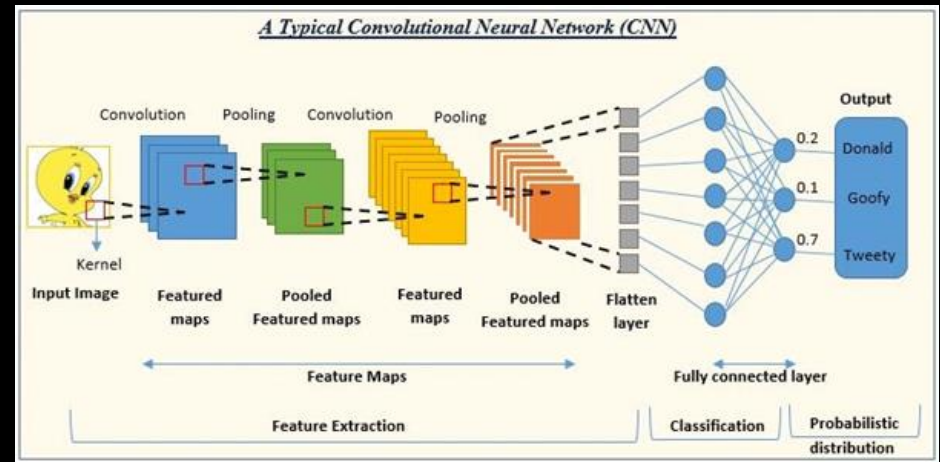 A Typical Convolutional Neural Network (CNN)
Convolution
Pooling
Convolution
Pooling
Output
0.2
Donald
0.1
Goofy
0.7
Tweety
Kernel
Input Image
Featured
maps
Pooled
Featured maps
Featured
maps
Pooled
Featured maps
Flatten
layer
Feature Maps
Fully connected layer
Feature Extraction
Classification
Probabilistic
distribution